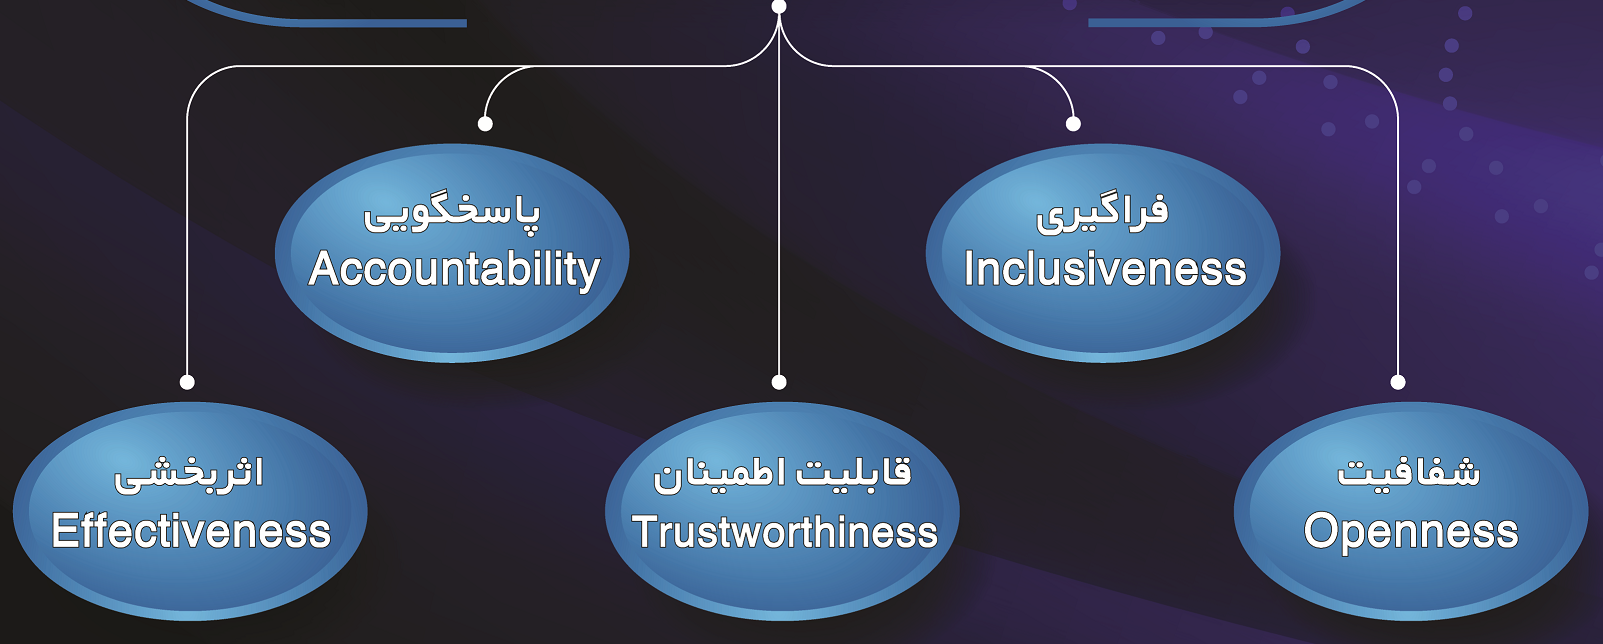 پاسخگویی
Accountability
فراگیری
Inclusiveness
اثربخشی
Effectiveness
قابلیت اطمینان
Trustworthiness
شفافیت
Openness